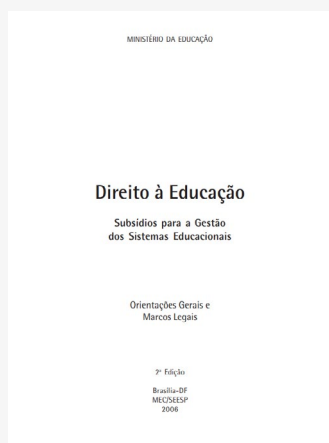 MINISTÉRIO DA EDUCAÇÃO
Direito à Educação
Subsídios para a Gestão
dos Sistemas Educacionais
Orientações Gerais e
Marcos Legais
2ª Edição
Brasília-DF
MEC/SEESP
2006